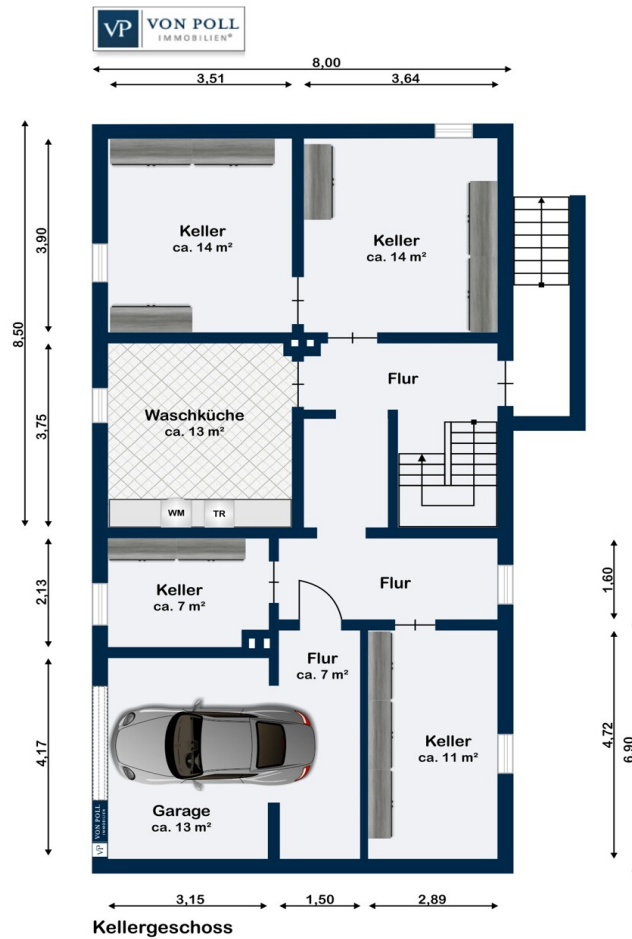 VP VON POLL
IMMOBILIEN®
8,00
3,51
3,64
3,90
8,50
3,75
2,13
4,17
Keller
ca. 14 m²
Keller
ca. 14 m²
Flur
Waschküche
ca. 13 m²
WM
TR
Keller
ca. 7 m²
Flur
1,60
Flur
ca. 7 m²
Keller
ca. 11 m²
4,72
6,90
Garage
ca. 13 m²
VP VON POLL
IMMOBILIEN
3,15
1,50
2,89
Kellergeschoss